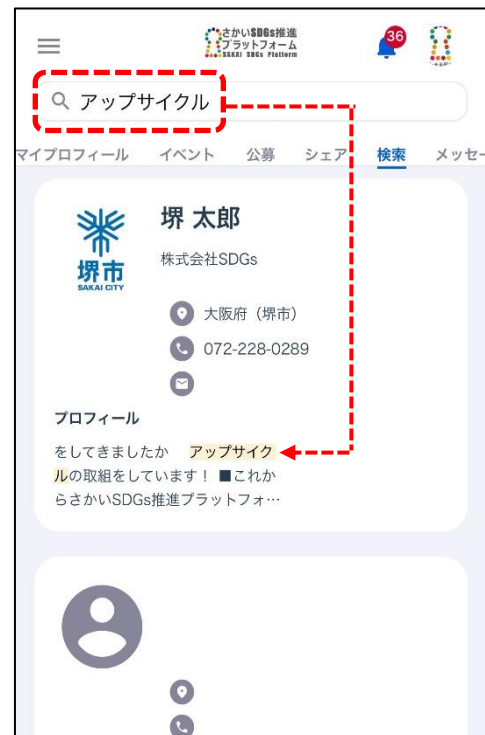 さかいSDGs推進
プラットフォーム
SAKAI SDGs Platform
36
アップサイクル
マイプロフィール イベント 公募 シェア 検索 メッセー
堺 太郎
株式会社SDGs
堺市
SAKAI CITY
大阪府（堺市）
072-228-0289
プロフィール
をしてきましたか アップサイク
ルの取組をしています！ ■これか
らさかいSDGs推進プラットフォ…